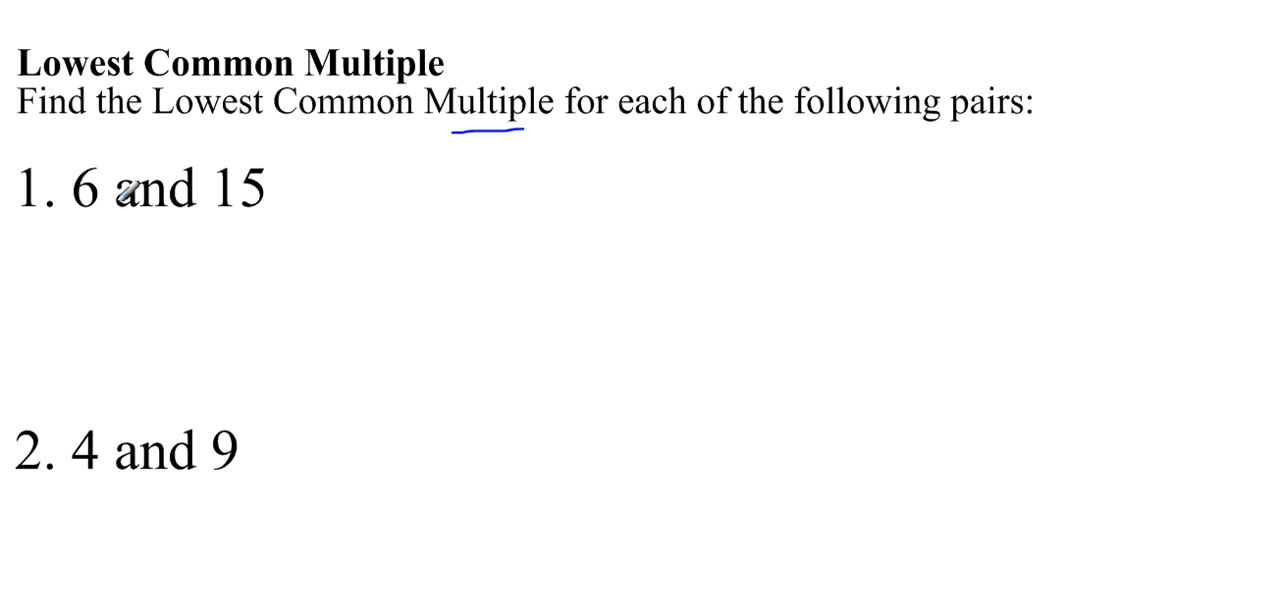 Lowest Common Multiple
Find the Lowest Common Multiple for each of the following pairs:
1. 6 and 15
2. 4 and 9